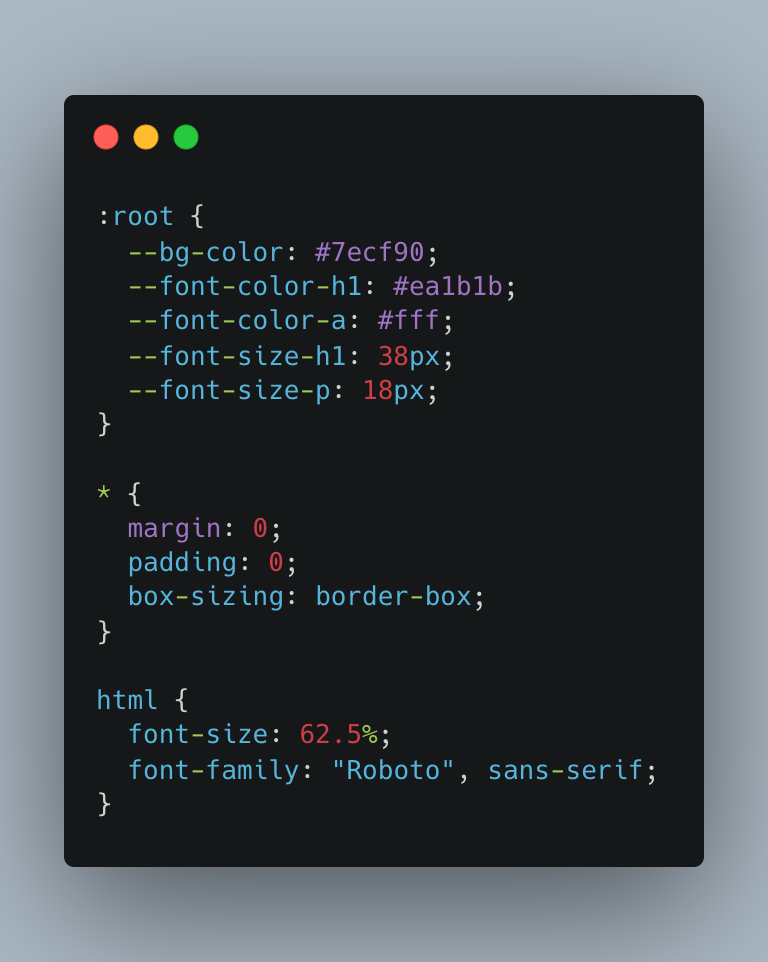 :root {
  --bg-color: #7ecf90;
  --font-color-h1: #ea1b1b;
  --font-color-a: #fff;
  --font-size-h1: 38px;
  --font-size-p: 18px;
}

* {
  margin: 0;
  padding: 0;
  box-sizing: border-box;
}

html {
  font-size: 62.5%;
  font-family: "Roboto", sans-serif;
}